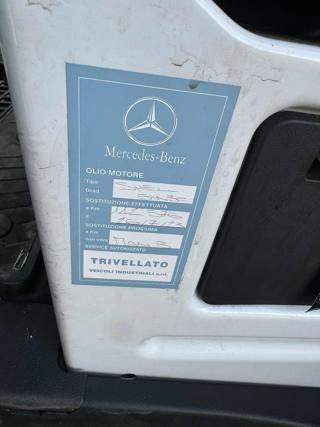 Mercedes-Benz
OLIO MOTORE
Tipo SHELL
Grad.
SOSTITUZIONE EFFETTUATA
a Km
il
SOSTITUZIONE PROSSIMA
a Km
non oltre
SERVICE AUTORIZZATO
TRIVELLATO
VEICOLI INDUSTRIALI s.r.l.